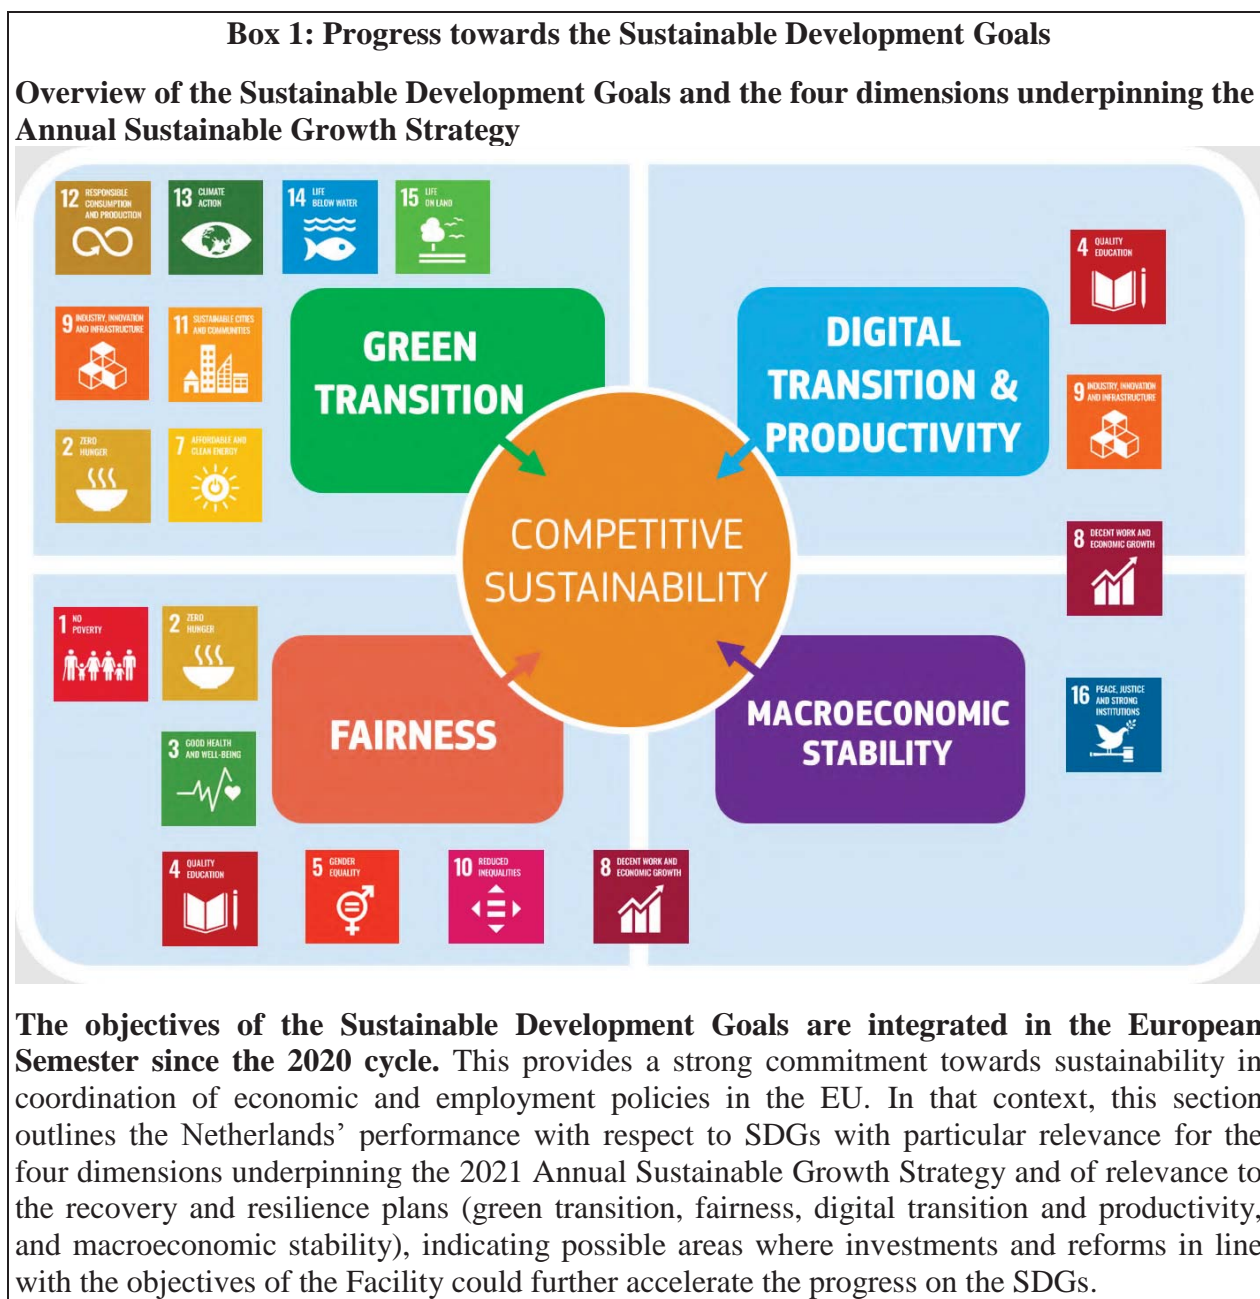 Box 1: Progress towards the Sustainable Development Goals
Overview of the Sustainable Development Goals and the four dimensions underpinning the
Annual Sustainable Growth Strategy
12 RESPONSIBLE
CONSUMPTION
AND PRODUCTION
13 CLIMATE
ACTION
14 LIFE
BELOW WATER
15 LIFE
ON LAND
9 INDUSTRY, INNOVATION
AND INFRASTRUCTURE
11 SUSTAINABLE CITIES
AND COMMUNITIES
2 ZERO
HUNGER
7 AFFORDABLE AND
CLEAN ENERGY
GREEN
TRANSITION
DIGITAL
TRANSITION &
PRODUCTIVITY
4 QUALITY
EDUCATION
9 INDUSTRY, INNOVATION
AND INFRASTRUCTURE
8 DECENT WORK AND
ECONOMIC GROWTH
COMPETITIVE
SUSTAINABILITY
1 NO
POVERTY
2 ZERO
HUNGER
3 GOOD HEALTH
AND WELL-BEING
FAIRNESS
4 QUALITY
EDUCATION
5 GENDER
EQUALITY
10 REDUCED
INEQUALITIES
8 DECENT WORK AND
ECONOMIC GROWTH
MACROECONOMIC
STABILITY
16 PEACE, JUSTICE
AND STRONG
INSTITUTIONS
The objectives of the Sustainable Development Goals are integrated in the European
Semester since the 2020 cycle. This provides a strong commitment towards sustainability in
coordination of economic and employment policies in the EU. In that context, this section
outlines the Netherlands’ performance with respect to SDGs with particular relevance for the
four dimensions underpinning the 2021 Annual Sustainable Growth Strategy and of relevance to
the recovery and resilience plans (green transition, fairness, digital transition and productivity,
and macroeconomic stability), indicating possible areas where investments and reforms in line
with the objectives of the Facility could further accelerate the progress on the SDGs.